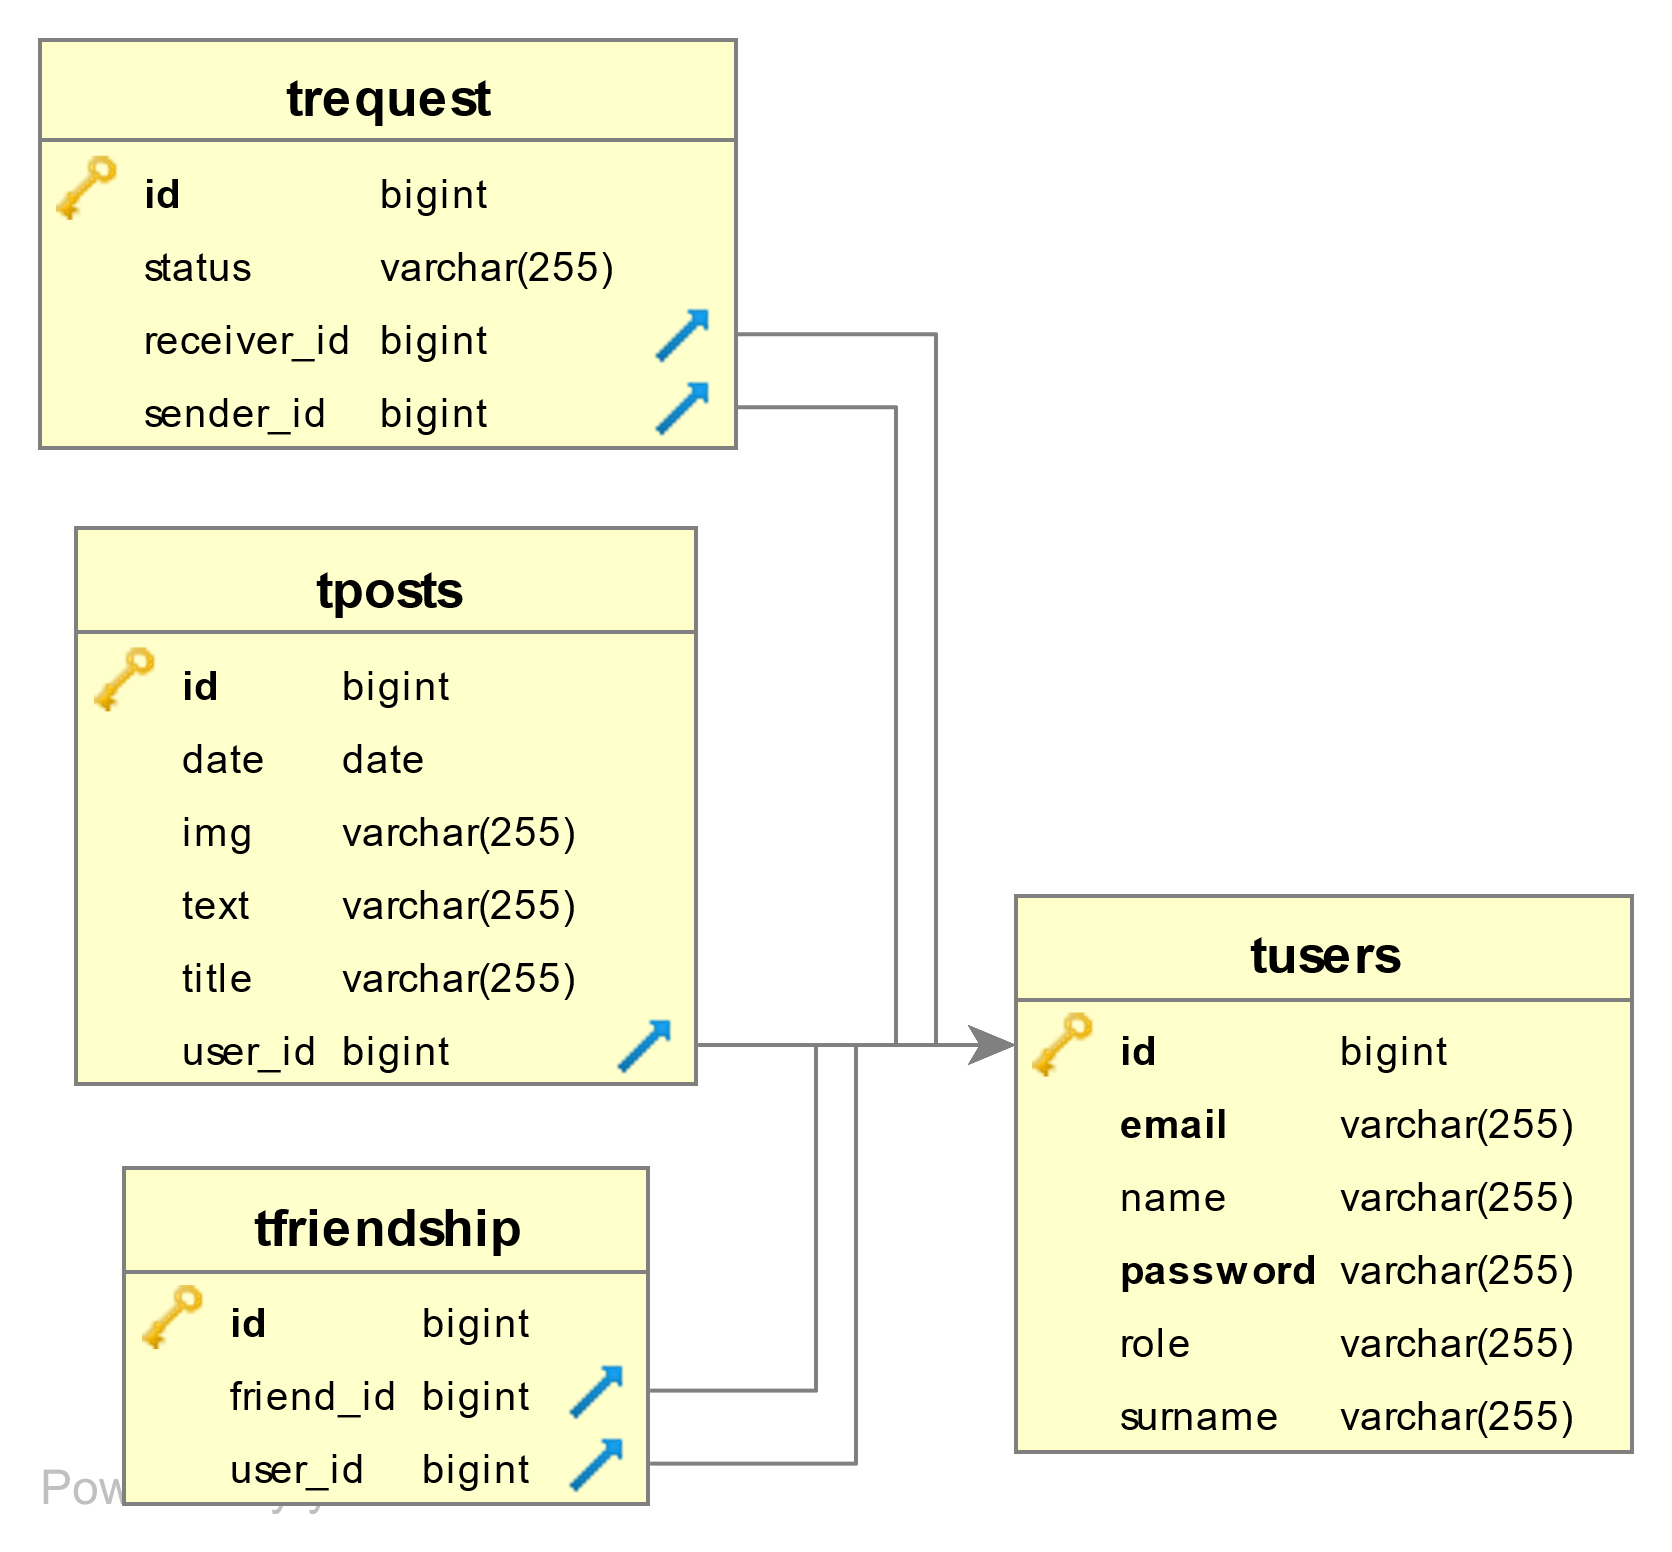 trequest
id bigint
status varchar(255)
receiver_id bigint
sender_id bigint
tposts
id bigint
date date
img varchar(255)
text varchar(255)
title varchar(255)
user_id bigint
tusers
id bigint
email varchar(255)
name varchar(255)
password varchar(255)
role varchar(255)
surname varchar(255)
tfriendship
id bigint
friend_id bigint
user_id bigint